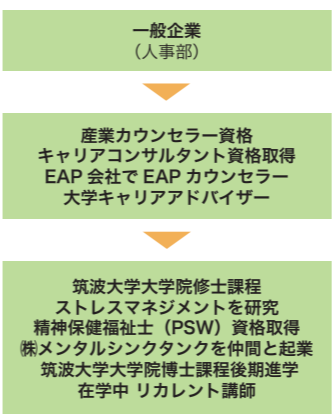 一般企業
（人事部）
産業カウンセラー資格
キャリアコンサルタント資格取得
EAP 会社で EAP カウンセラー
大学キャリアアドバイザー
筑波大学大学院修士課程
ストレスマネジメントを研究
精神保健福祉士（PSW）資格取得
㈱メンタルシンクタンクを仲間と起業
筑波大学大学院博士課程後期進学
在学中 リカレント講師